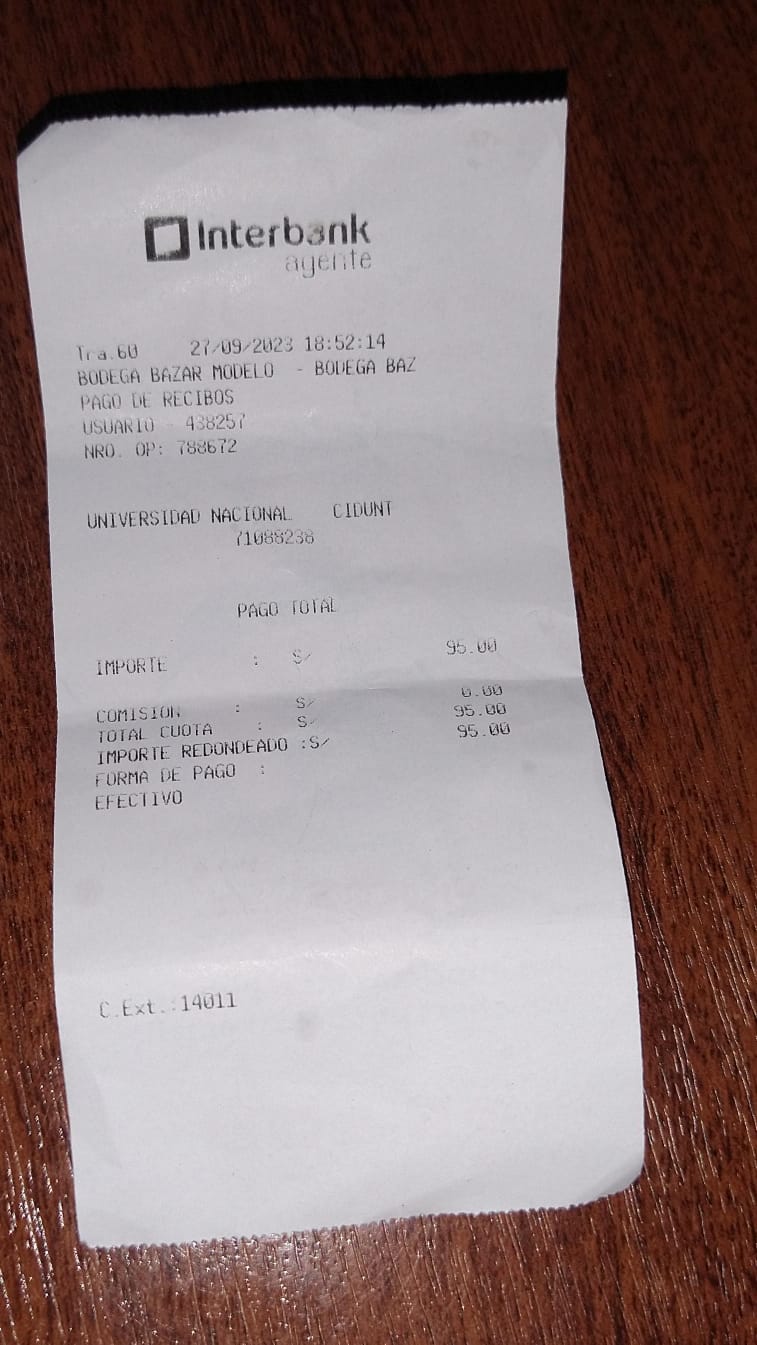 Interbank
agente
Tra.60 27/09/2023 18:52:14
BODEGA BAZAR MODELO - BODEGA BAZ
PAGO DE RECIBOS
USUARIO - 438257
NRO. OP: 788672
UNIVERSIDAD NACIONAL CIDUNT
71088238
PAGO TOTAL
IMPORTE : S/ 95.00
COMISION : S/ 0.00
TOTAL CUOTA : S/ 95.00
IMPORTE REDONDEADO :S/ 95.00
FORMA DE PAGO :
EFECTIVO
C.Ext.:14011